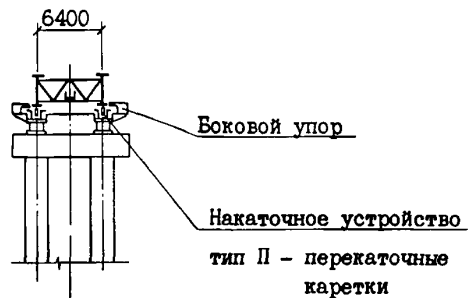 6400
Боковой упор
Накаточное устройство
тип П - перекаточные
каретки